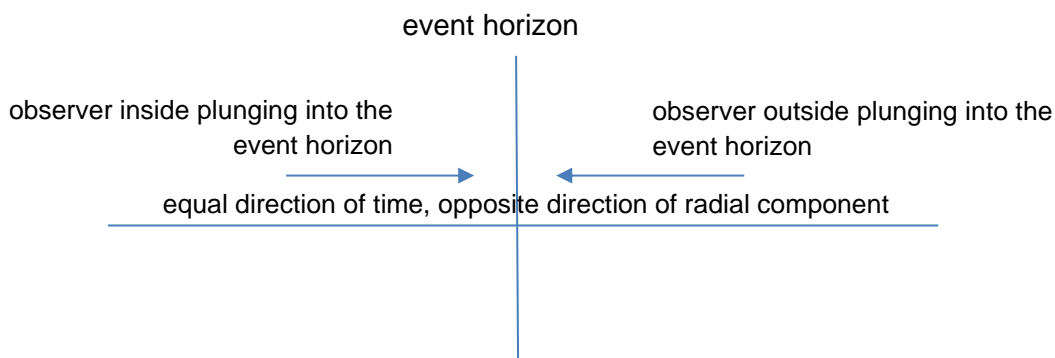 event horizon
observer inside plunging into the
event horizon
observer outside plunging into the
event horizon
equal direction of time, opposite direction of radial component